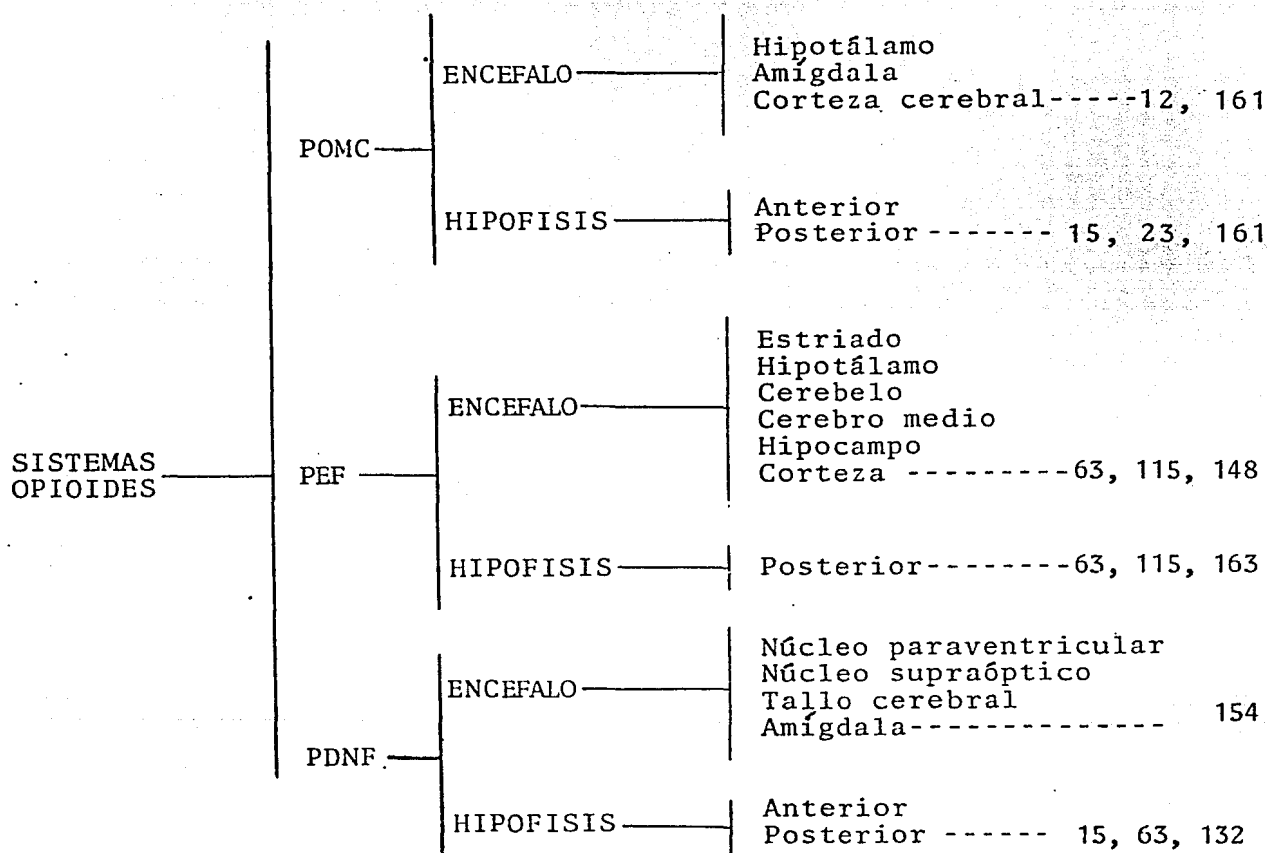 Hipotálamo
ENCEFALO Amígdala
Corteza cerebral-----12, 161
POMC
Anterior
HIPOFISIS Posterior ------- 15, 23, 161
Estriado
Hipotálamo
ENCEFALO Cerebelo
Cerebro medio
Hipocampo
SISTEMAS OPIOIDES PEF Corteza ---------63, 115, 148
HIPOFISIS Posterior--------63, 115, 163
Núcleo paraventricular
ENCEFALO Núcleo supraóptico
Tallo cerebral
Amígdala-------------- 154
PDNF
Anterior
HIPOFISIS Posterior ------ 15, 63, 132